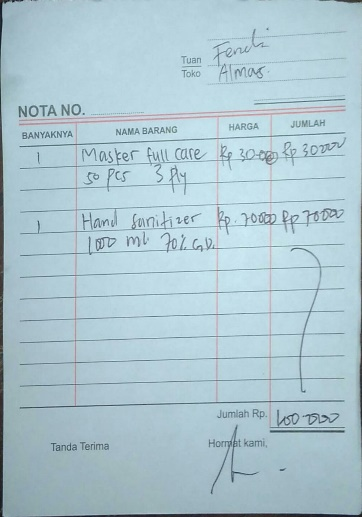 Tuan Fendi
Toko Almas.
NOTA NO.
BANYAKNYA NAMA BARANG HARGA JUMLAH
1 Masker full care Rp 30.000 Rp 30000
50 pcs 3 ply
1 Hand sanitizer Rp. 70000 Rp 70000
1000 ml 70%
Jumlah Rp. 100.000
Tanda Terima Hormat kami,